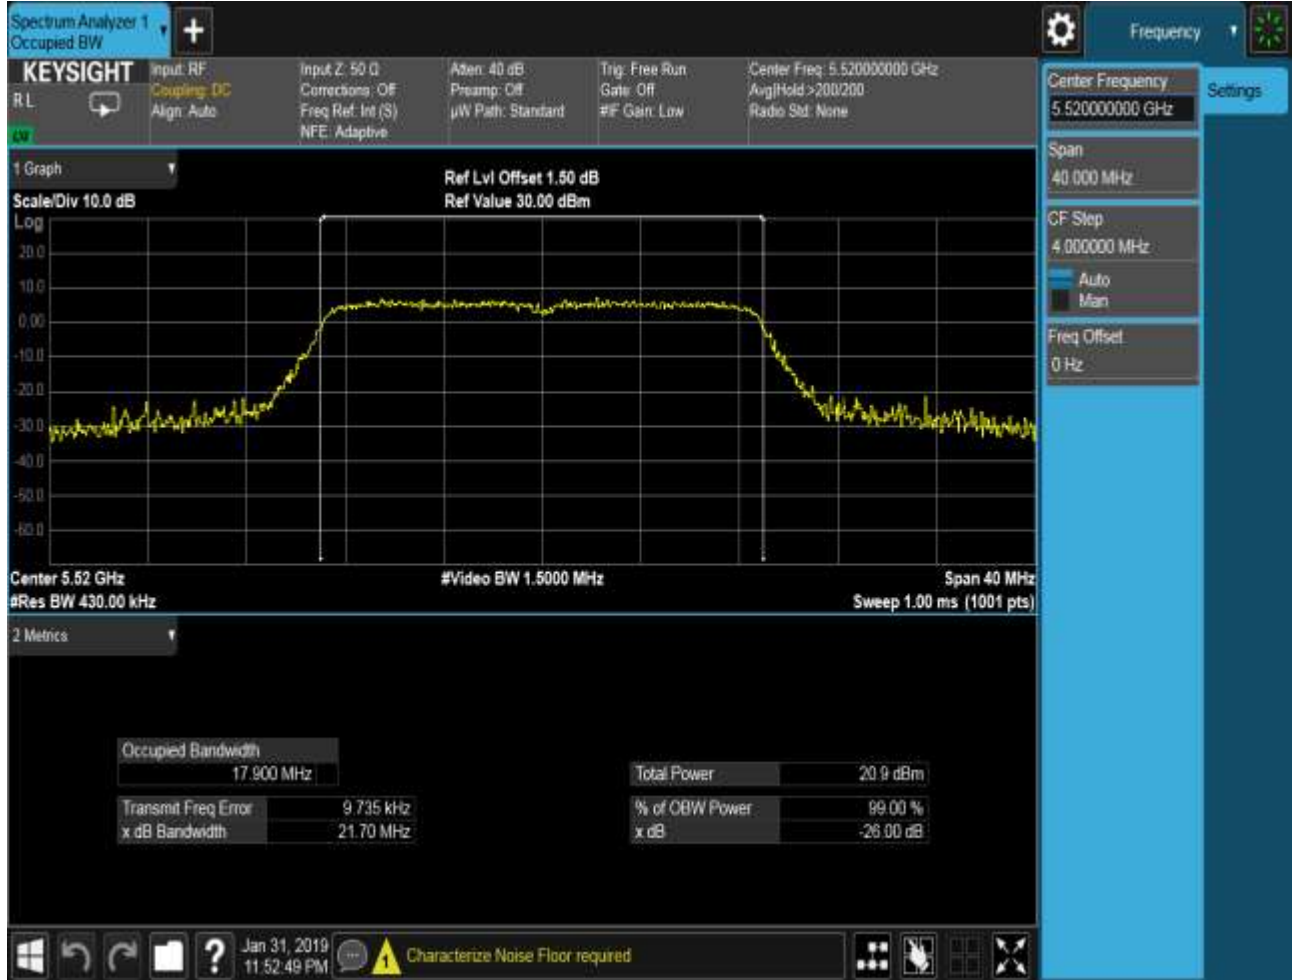 Spectrum Analyzer 1
Occupied BW
Frequency
KEYSIGHT
R L
Input: RF
Coupling: DC
Align: Auto
Input Z: 50 Ω
Corrections: Off
Freq Ref: Int (S)
NFE: Adaptive
Atten: 40 dB
Preamp: Off
µW Path: Standard
Trig: Free Run
Gate: Off
#IF Gain: Low
Center Freq: 5.520000000 GHz
Avg|Hold:>200/200
Radio Std: None
Center Frequency
5.520000000 GHz
Settings
Span
40.000 MHz
CF Step
4.000000 MHz
Auto
Man
Freq Offset
0 Hz
1 Graph
Scale/Div 10.0 dB
Ref Lvl Offset 1.50 dB
Ref Value 30.00 dBm
Log
20.0
10.0
0.00
-10.0
-20.0
-30.0
-40.0
-50.0
-60.0
Center 5.52 GHz
#Video BW 1.5000 MHz
Span 40 MHz
#Res BW 430.00 kHz
Sweep 1.00 ms (1001 pts)
2 Metrics
Occupied Bandwidth
17.900 MHz
Total Power 20.9 dBm
Transmit Freq Error 9.735 kHz
% of OBW Power 99.00 %
x dB Bandwidth 21.70 MHz
x dB -26.00 dB
?
Jan 31, 2019
11:52:49 PM
1
Characterize Noise Floor required